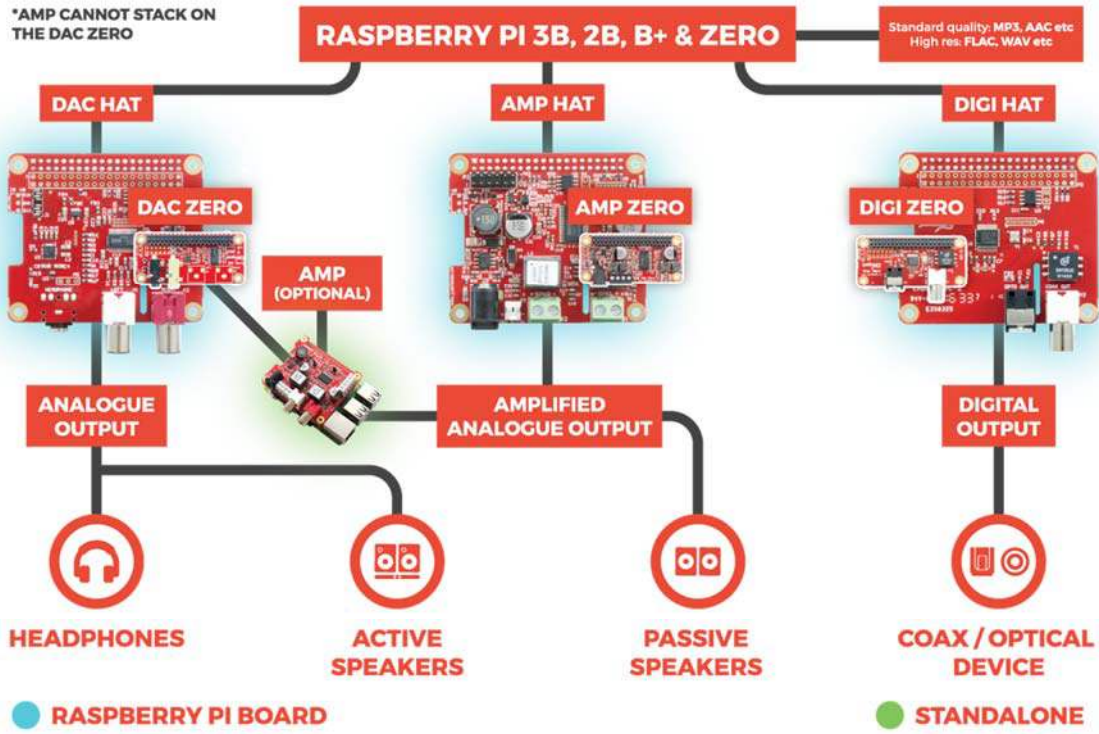 *AMP CANNOT STACK ON
THE DAC ZERO
RASPBERRY PI 3B, 2B, B+ & ZERO
Standard quality: MP3, AAC etc
High res: FLAC, WAV etc
DAC HAT
AMP HAT
DIGI HAT
DAC ZERO
AMP ZERO
DIGI ZERO
AMP
(OPTIONAL)
ANALOGUE
OUTPUT
AMPLIFIED
ANALOGUE OUTPUT
DIGITAL
OUTPUT
HEADPHONES
ACTIVE
SPEAKERS
PASSIVE
SPEAKERS
COAX / OPTICAL
DEVICE
RASPBERRY PI BOARD
STANDALONE